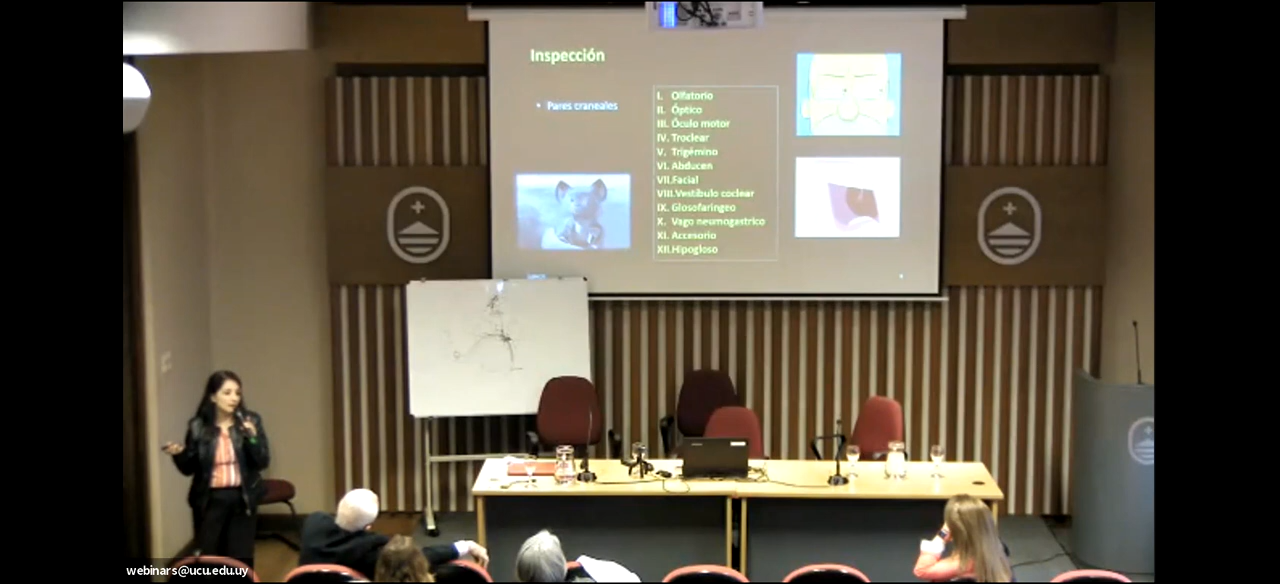 Inspección
• Pares craneales
I. Olfatorio
II. Óptico
III. Óculo motor
IV. Troclear
V. Trigémino
VI. Abducen
VII.Facial
VIII.Vestíbulo coclear
IX. Glosofaríngeo
X. Vago neumogastrico
XI. Accesorio
XII.Hipogloso
webinars@ucu.edu.uy